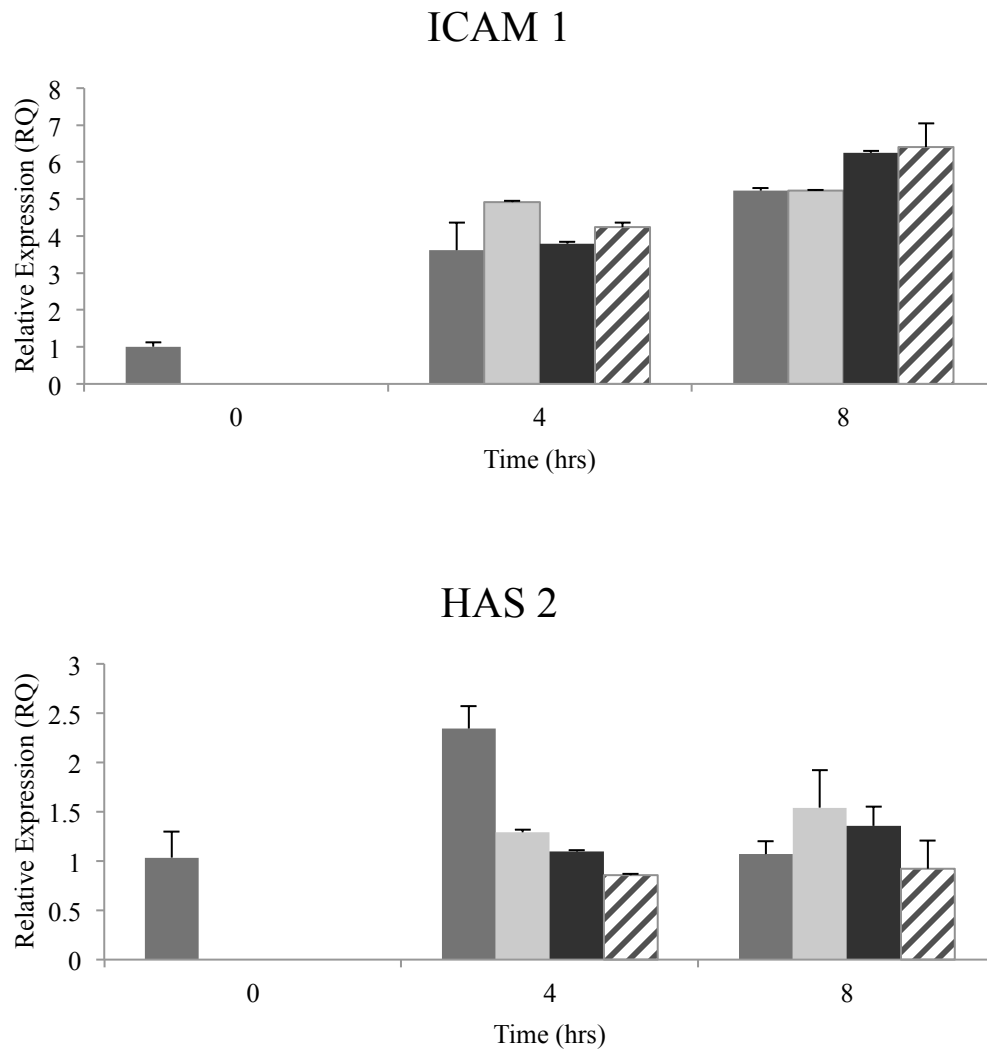 ICAM 1
Relative Expression (RQ)
8
7
6
5
4
3
2
1
0
0 4 8
Time (hrs)
HAS 2
Relative Expression (RQ)
3
2.5
2
1.5
1
0.5
0
0 4 8
Time (hrs)